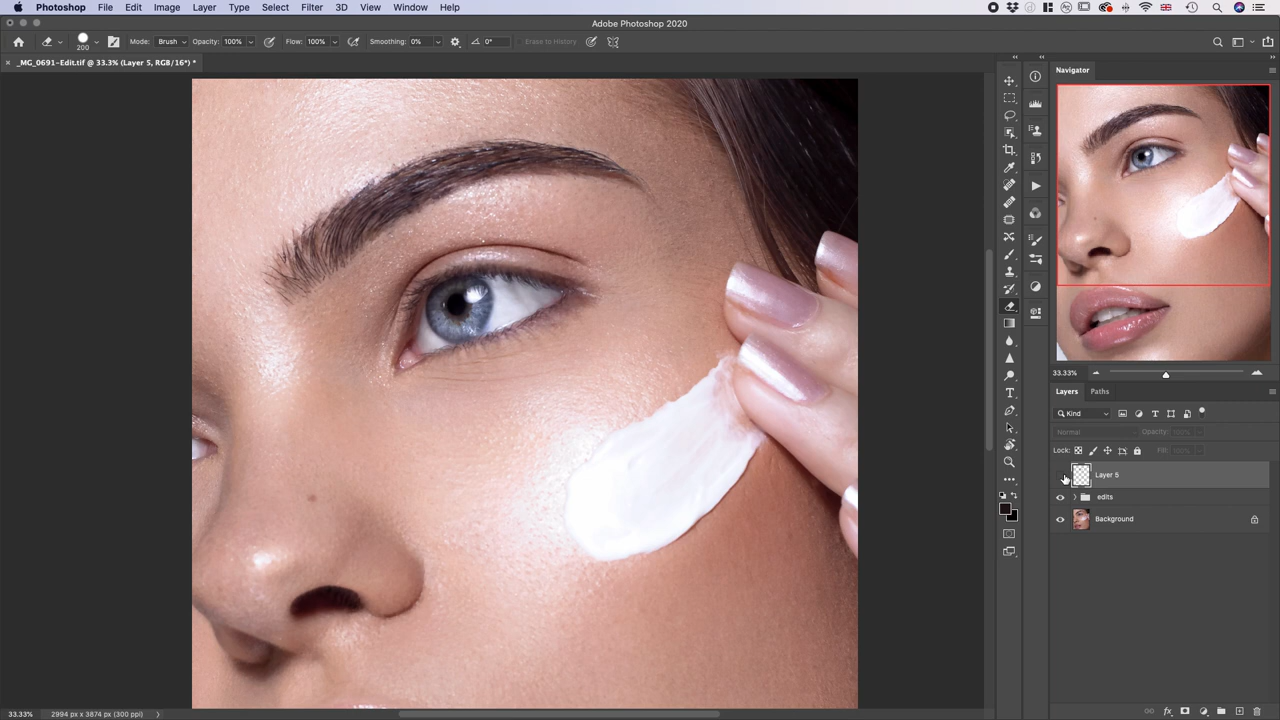 Photoshop File Edit Image Layer Type Select Filter 3D View Window Help
Adobe Photoshop 2020
200 Mode: Brush Opacity: 100% Flow: 100% Smoothing: 0% 0° Erase to History
_MG_0691-Edit.tif @ 33.3% (Layer 5, RGB/16*) *
Navigator
33.33%
Layers Paths
Kind
Normal Opacity: 100%
Lock: Fill: 100%
Layer 5
edits
Background
33.33% 2994 px x 3874 px (300 ppi)